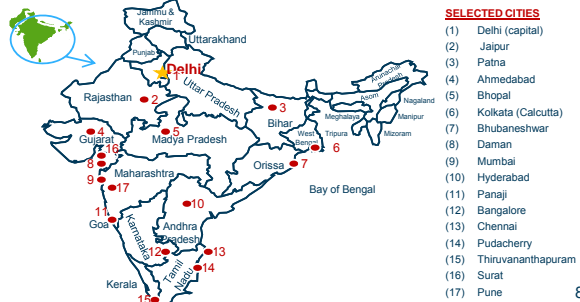 Jammu &
Kashmir
Punjab
Uttarakhand
Delhi
1
Uttar Pradesh
Rajasthan
2
3
Bihar
Arunachal
Pradesh
Asom
Nagaland
Meghalaya
Manipur
Tripura
Mizoram
West
Bengal
4
Gujarat
5
Madya Pradesh
6
16
8
Maharashtra
Orissa
7
9
17
Bay of Bengal
10
11
Goa
Andhra
Pradesh
Karnataka
12
13
Tamil
Nadu
14
Kerala
15
SELECTED CITIES
(1) Delhi (capital)
(2) Jaipur
(3) Patna
(4) Ahmedabad
(5) Bhopal
(6) Kolkata (Calcutta)
(7) Bhubaneshwar
(8) Daman
(9) Mumbai
(10) Hyderabad
(11) Panaji
(12) Bangalore
(13) Chennai
(14) Pudacherry
(15) Thiruvananthapuram
(16) Surat
(17) Pune
8